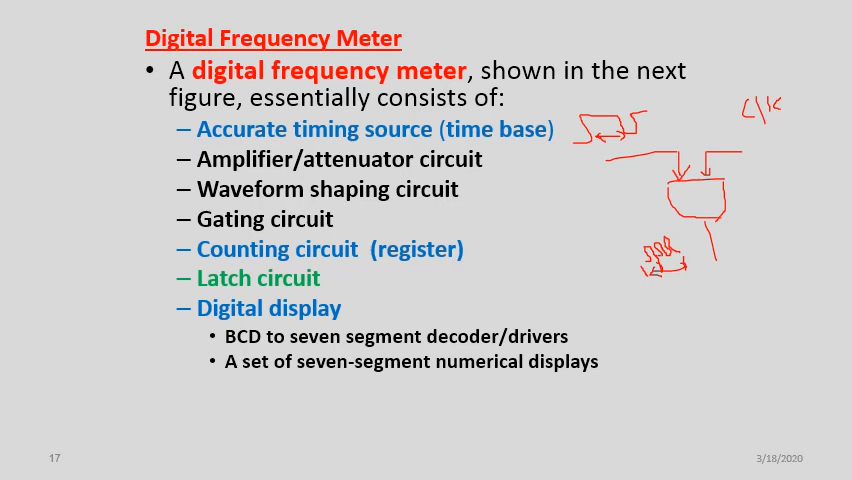 Digital Frequency Meter
• A digital frequency meter, shown in the next
figure, essentially consists of:
– Accurate timing source (time base)
– Amplifier/attenuator circuit
– Waveform shaping circuit
– Gating circuit
– Counting circuit (register)
– Latch circuit
– Digital display
• BCD to seven segment decoder/drivers
• A set of seven-segment numerical displays
clk
17
3/18/2020